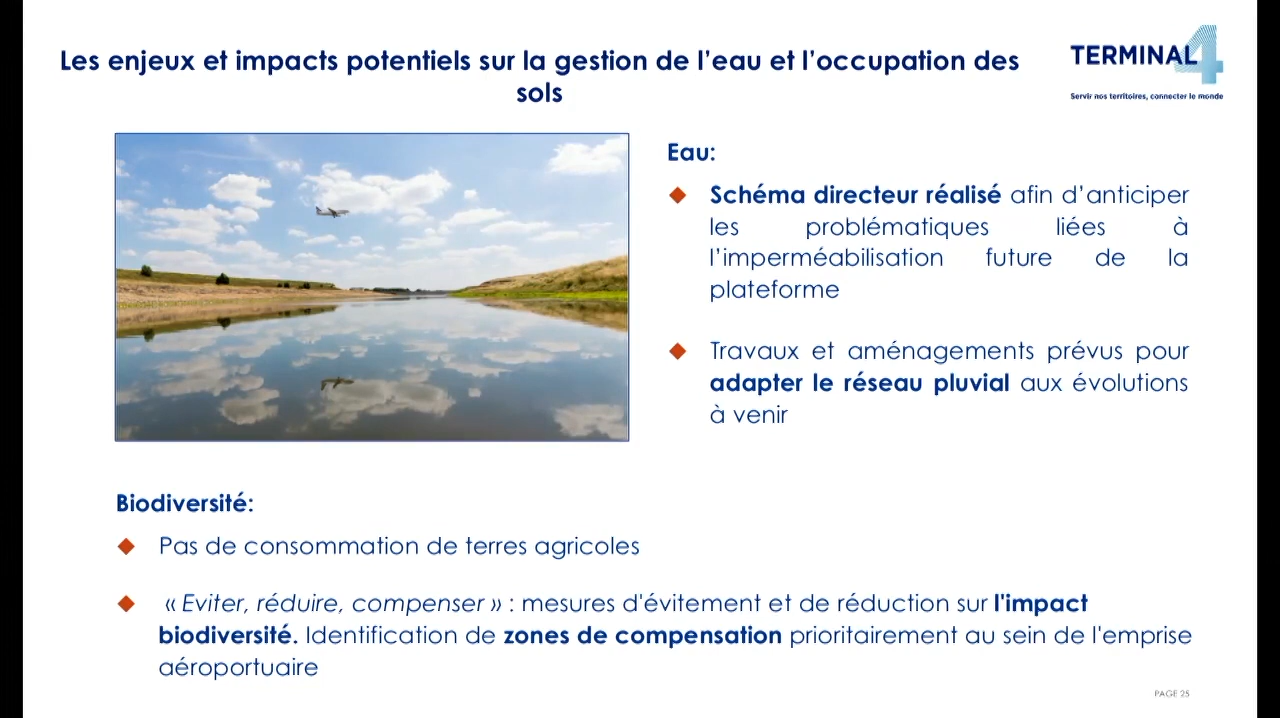 Les enjeux et impacts potentiels sur la gestion de l’eau et l’occupation des
sols
TERMINAL 4
Servir nos territoires, connecter le monde
Eau:
Schéma directeur réalisé afin d’anticiper
les problématiques liées à
l’imperméabilisation future de la
plateforme
Travaux et aménagements prévus pour
adapter le réseau pluvial aux évolutions
à venir
Biodiversité:
Pas de consommation de terres agricoles
« Eviter, réduire, compenser » : mesures d'évitement et de réduction sur l'impact
biodiversité. Identification de zones de compensation prioritairement au sein de l'emprise
aéroportuaire
PAGE 25